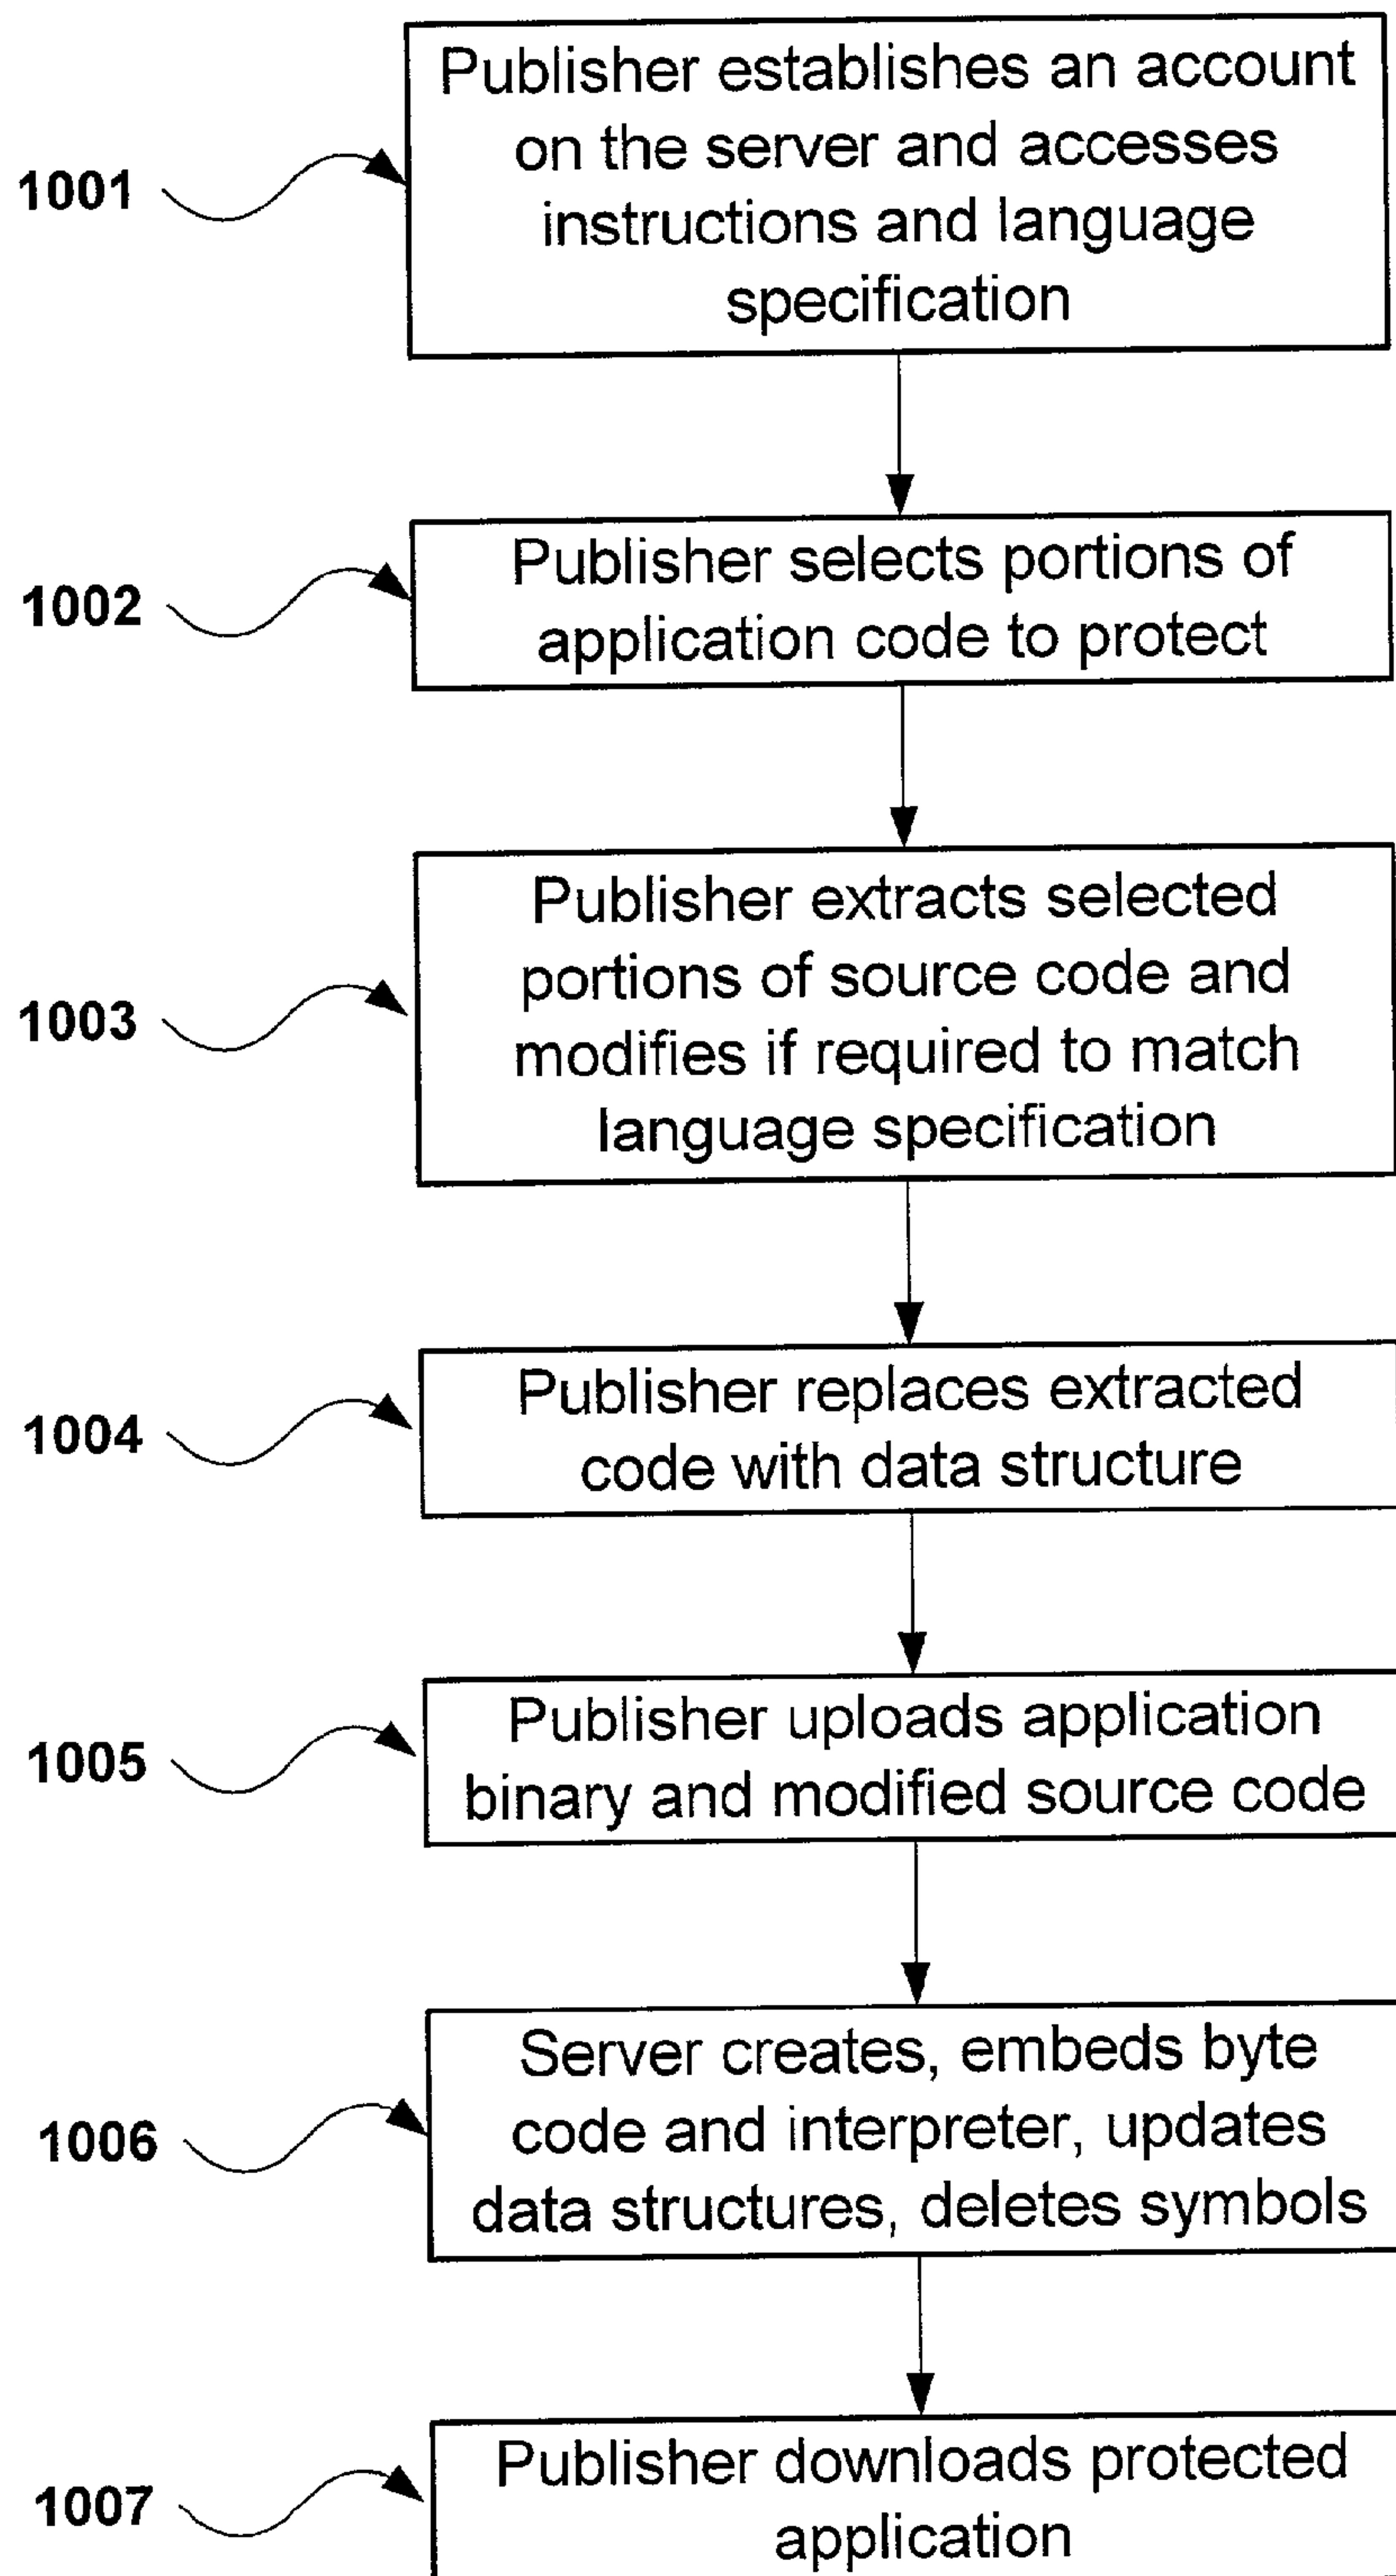 Publisher establishes an account
on the server and accesses
instructions and language
specification
1001
Publisher selects portions of
application code to protect
1002
Publisher extracts selected
portions of source code and
modifies if required to match
language specification
1003
Publisher replaces extracted
code with data structure
1004
Publisher uploads application
binary and modified source code
1005
Server creates, embeds byte
code and interpreter, updates
data structures, deletes symbols
1006
Publisher downloads protected
application
1007